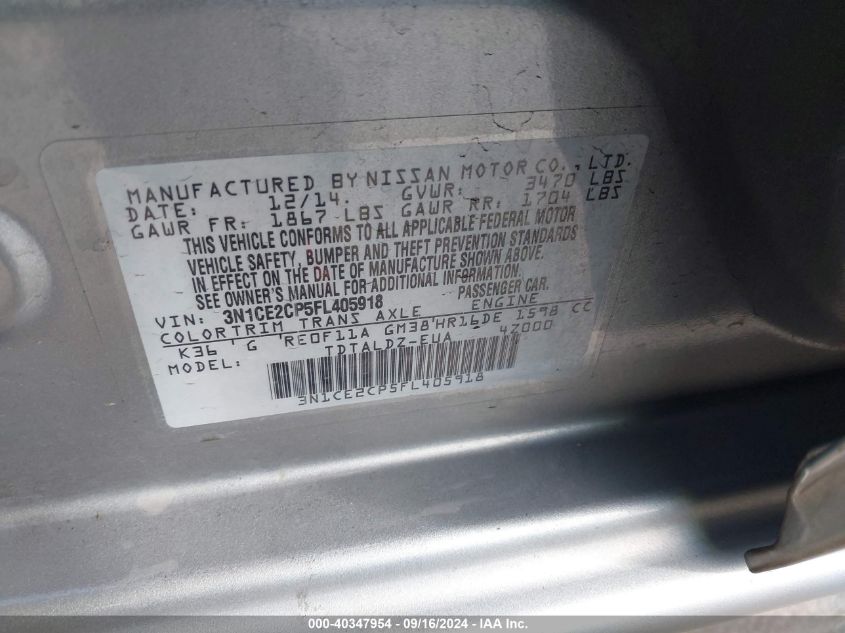 MANUFACTURED BY NISSAN MOTOR CO., LTD.
DATE: 12/14. GVWR: 3470 LBS
GAWR FR: 1867 LBS GAWR RR: 1704 LBS
THIS VEHICLE CONFORMS TO ALL APPLICABLE FEDERAL MOTOR
VEHICLE SAFETY, BUMPER AND THEFT PREVENTION STANDARDS
IN EFFECT ON THE DATE OF MANUFACTURE SHOWN ABOVE.
SEE OWNER'S MANUAL FOR ADDITIONAL INFORMATION.
VIN: 3N1CE2CP5FL405918 PASSENGER CAR.
COLORTRIM TRANS AXLE ENGINE
K36 G RE0F11A GM38 HR16DE 1598 CC
MODEL: TDTALDZ-EUA 4Z000
3N1CE2CP5FL405918
000-40347954 - 09/16/2024 - IAA Inc.